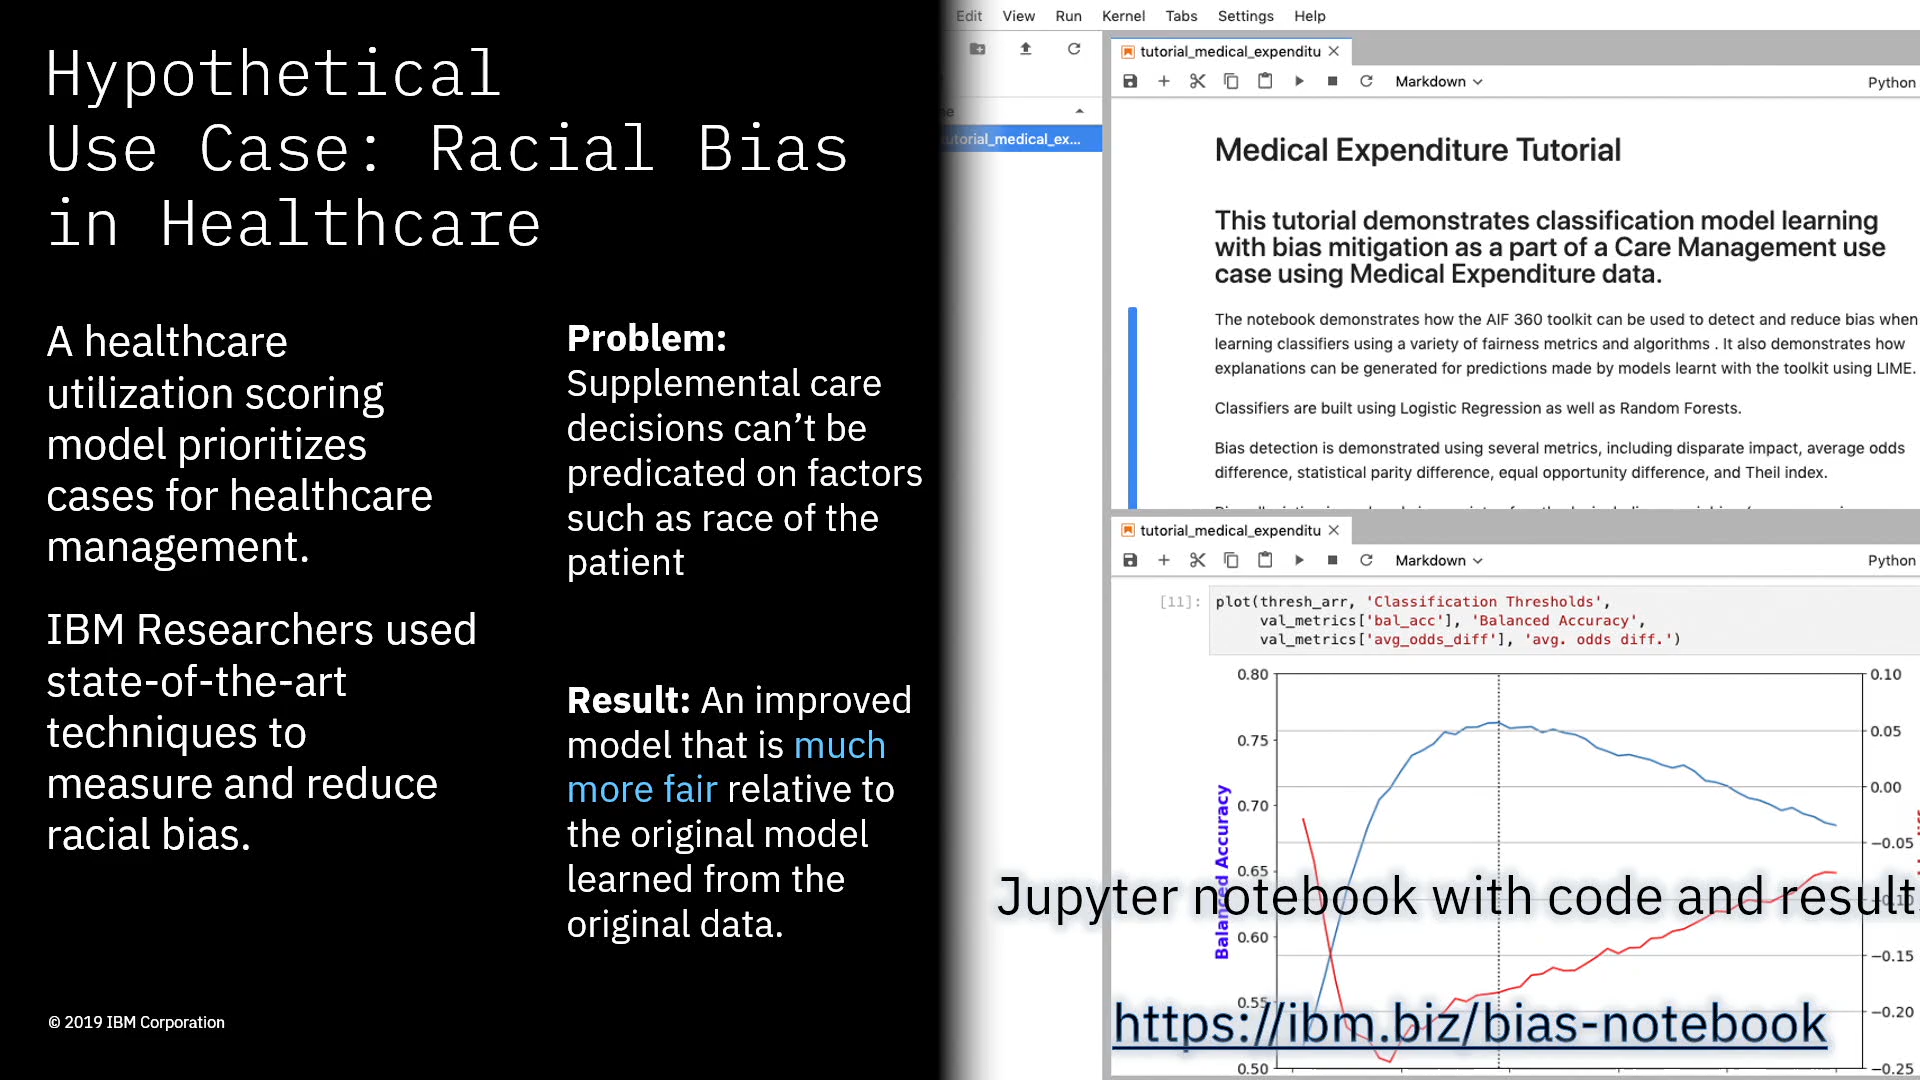 Hypothetical
Use Case: Racial Bias
in Healthcare
A healthcare
utilization scoring
model prioritizes
cases for healthcare
management.
IBM Researchers used
state-of-the-art
techniques to
measure and reduce
racial bias.
Problem:
Supplemental care
decisions can’t be
predicated on factors
such as race of the
patient
Result: An improved
model that is much
more fair relative to
the original model
learned from the
original data.
© 2019 IBM Corporation
Edit View Run Kernel Tabs Settings Help
tutorial_medical_ex...
tutorial_medical_expenditu
Markdown
Python
Medical Expenditure Tutorial
This tutorial demonstrates classification model learning
with bias mitigation as a part of a Care Management use
case using Medical Expenditure data.
The notebook demonstrates how the AIF 360 toolkit can be used to detect and reduce bias when
learning classifiers using a variety of fairness metrics and algorithms . It also demonstrates how
explanations can be generated for predictions made by models learnt with the toolkit using LIME.
Classifiers are built using Logistic Regression as well as Random Forests.
Bias detection is demonstrated using several metrics, including disparate impact, average odds
difference, statistical parity difference, equal opportunity difference, and Theil index.
tutorial_medical_expenditu
Markdown
Python
[11]: plot(thresh_arr, 'Classification Thresholds',
val_metrics['bal_acc'], 'Balanced Accuracy',
val_metrics['avg_odds_diff'], 'avg. odds diff.')
0.80 0.10
0.75 0.05
0.70 0.00
−0.05
0.65
0.60
−0.15
0.55 −0.20
0.50 −0.25
Balanced Accuracy
Jupyter notebook with code and result
https://ibm.biz/bias-notebook